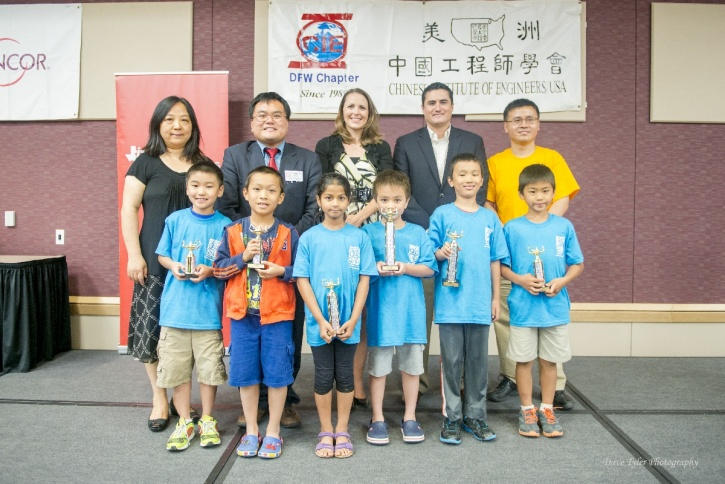 NCOR
DFW Chapter
Since 198
美 洲
中國工程師學會
CHINESE INSTITUTE OF ENGINEERS USA
Dave Tyler Photography